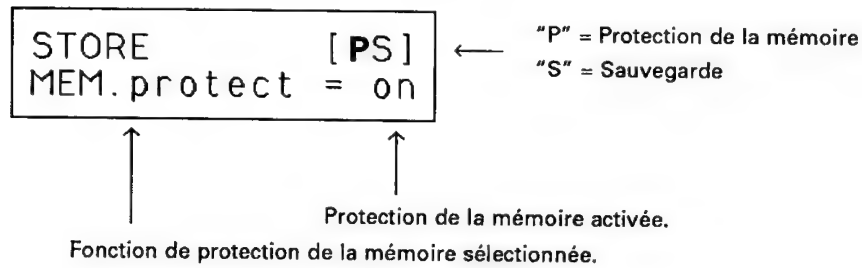 STORE [PS]
MEM.protect = on
"P" = Protection de la mémoire
"S" = Sauvegarde
Protection de la mémoire activée.
Fonction de protection de la mémoire sélectionnée.